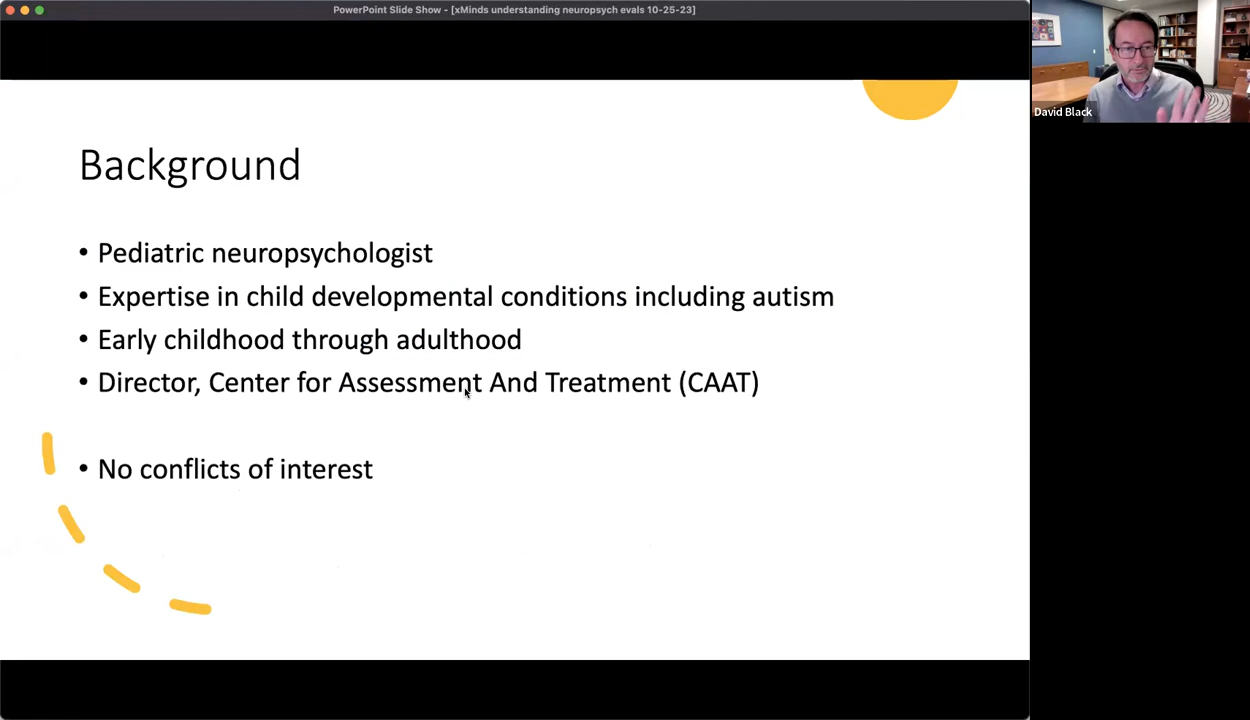 PowerPoint Slide Show - [xMinds understanding neuropsych evals 10-25-23]
David Black
Background
• Pediatric neuropsychologist
• Expertise in child developmental conditions including autism
• Early childhood through adulthood
• Director, Center for Assessment And Treatment (CAAT)
• No conflicts of interest